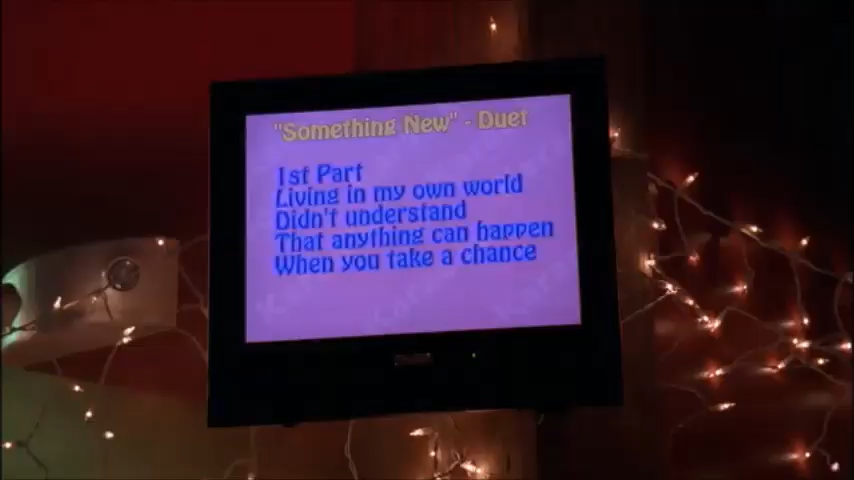 "Something New" - Duet
1st Part
Living in my own world
Didn't understand
That anything can happen
When you take a chance